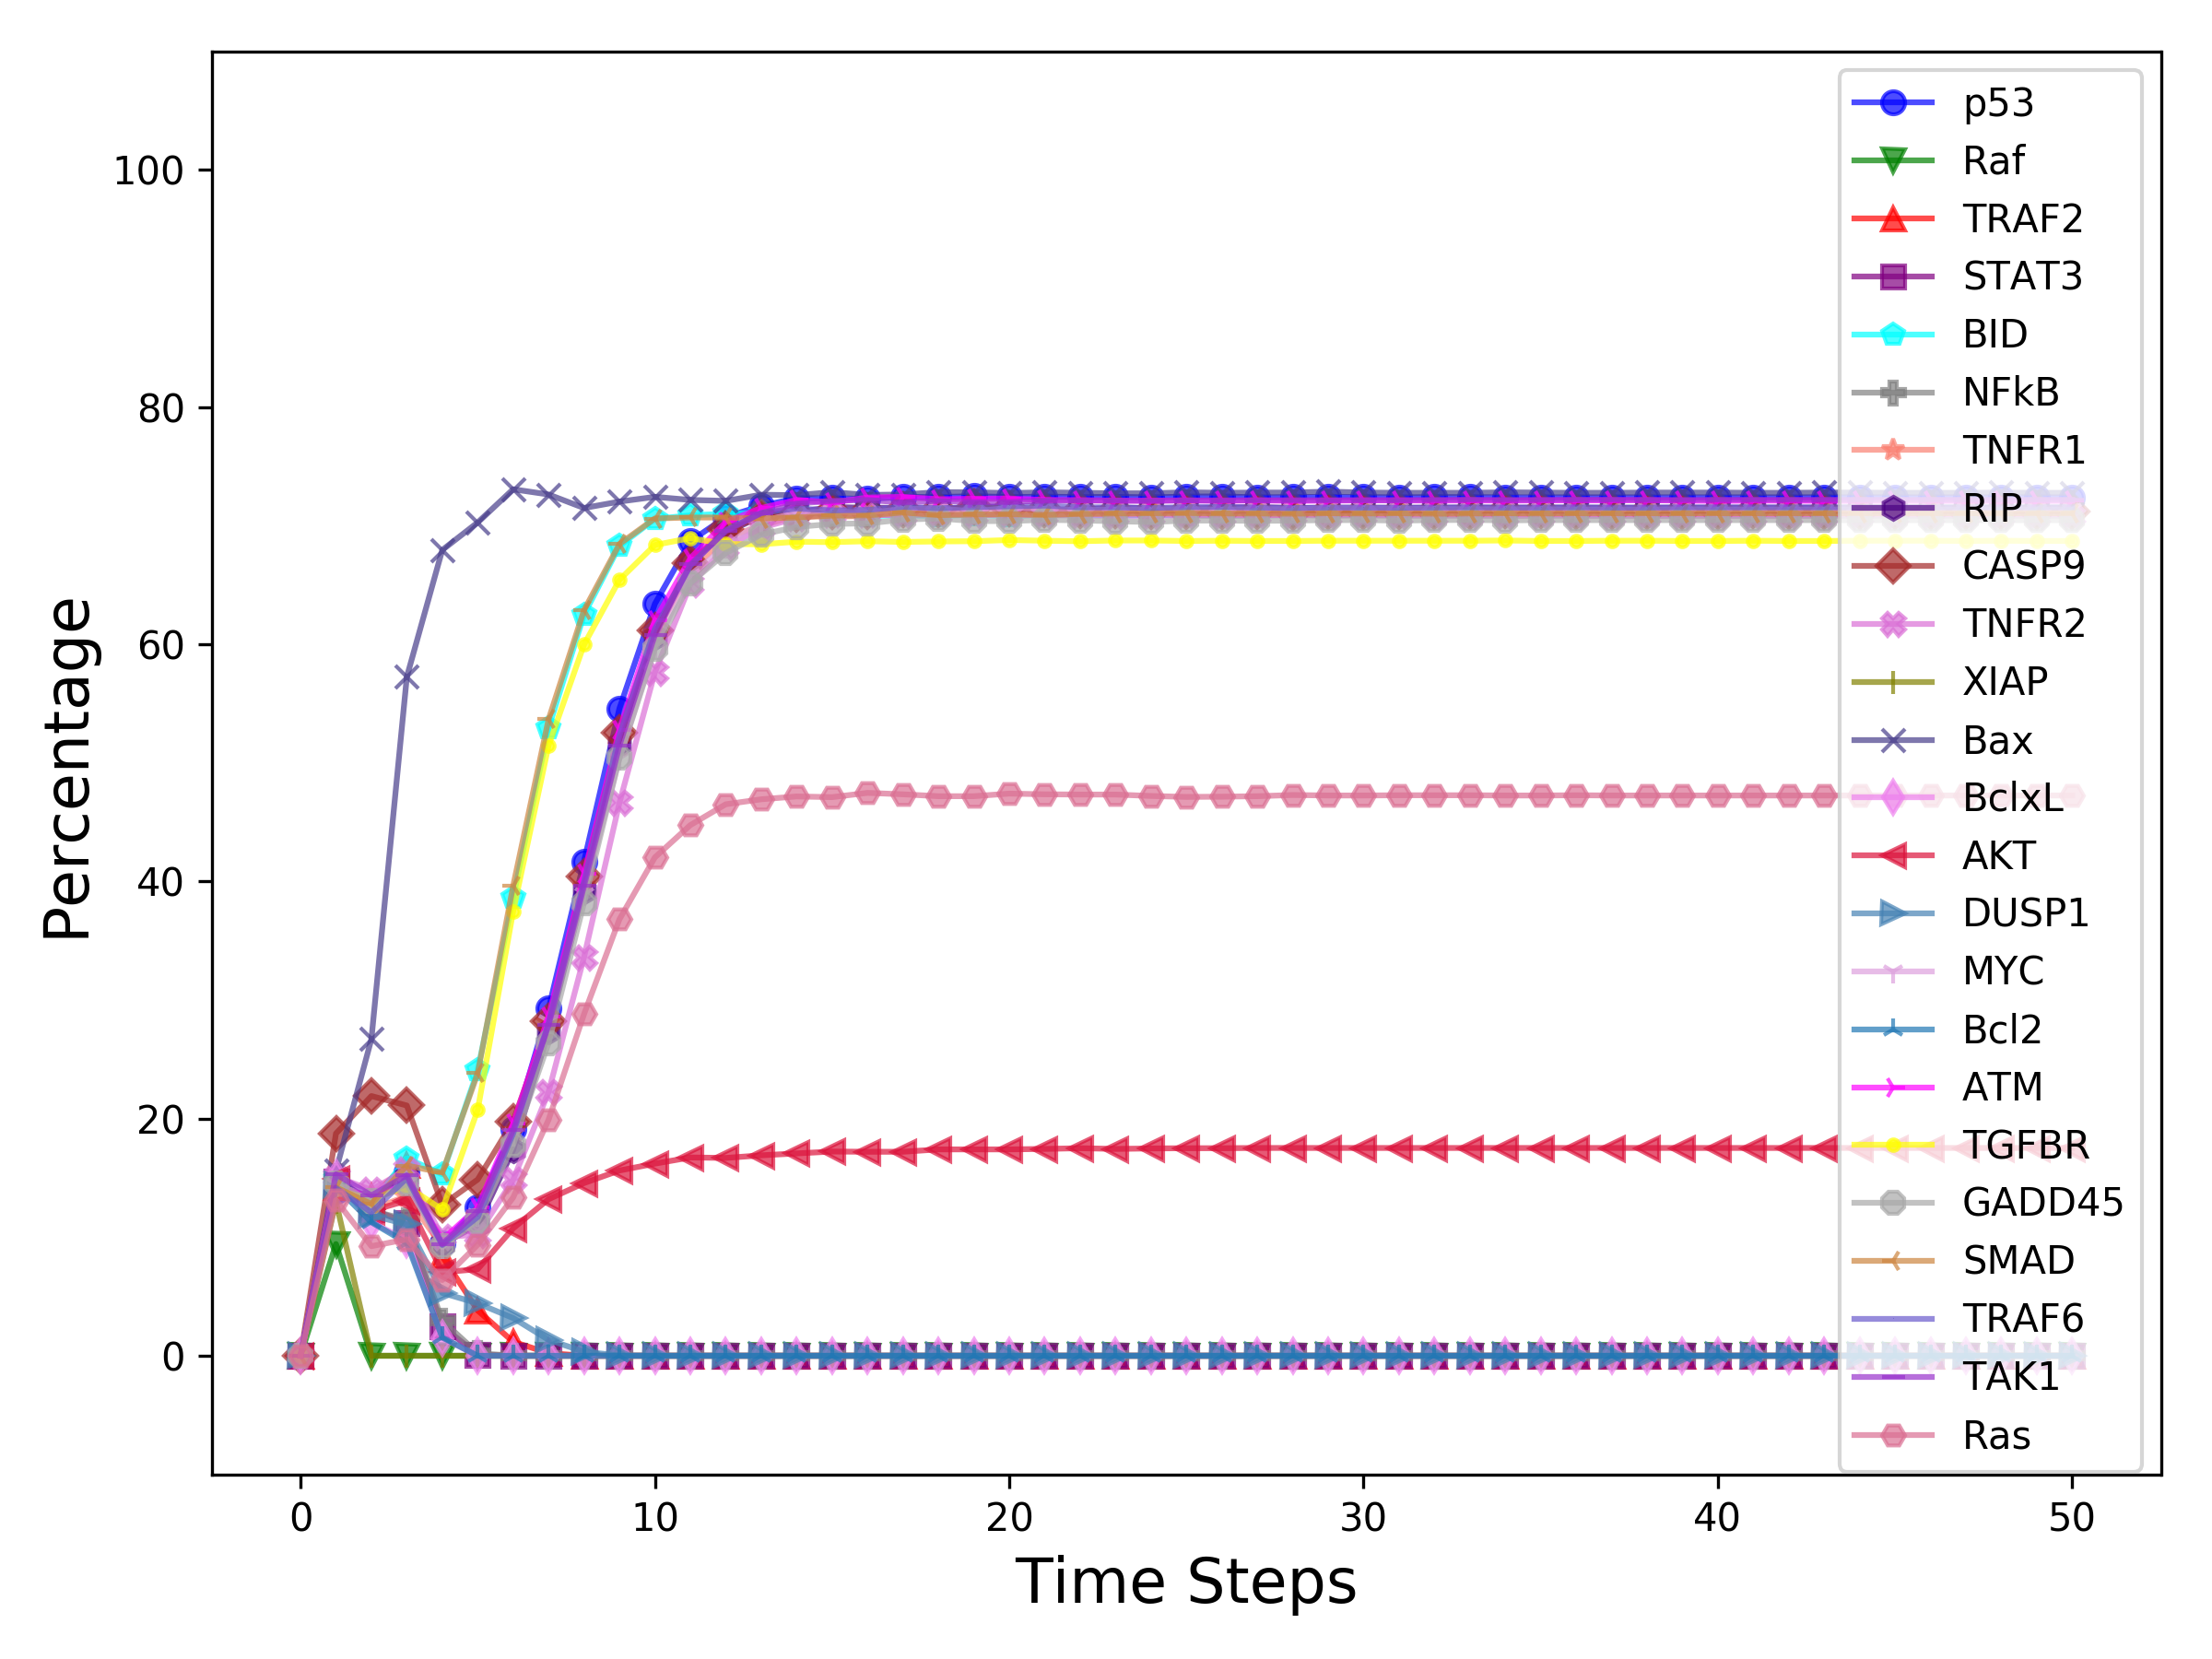 100
80
60
40
20
0
Percentage
0 10 20 30 40 50
Time Steps
p53
Raf
TRAF2
STAT3
BID
NFkB
TNFR1
RIP
CASP9
TNFR2
XIAP
Bax
BclxL
AKT
DUSP1
MYC
Bcl2
ATM
TGFBR
GADD45
SMAD
TRAF6
TAK1
Ras